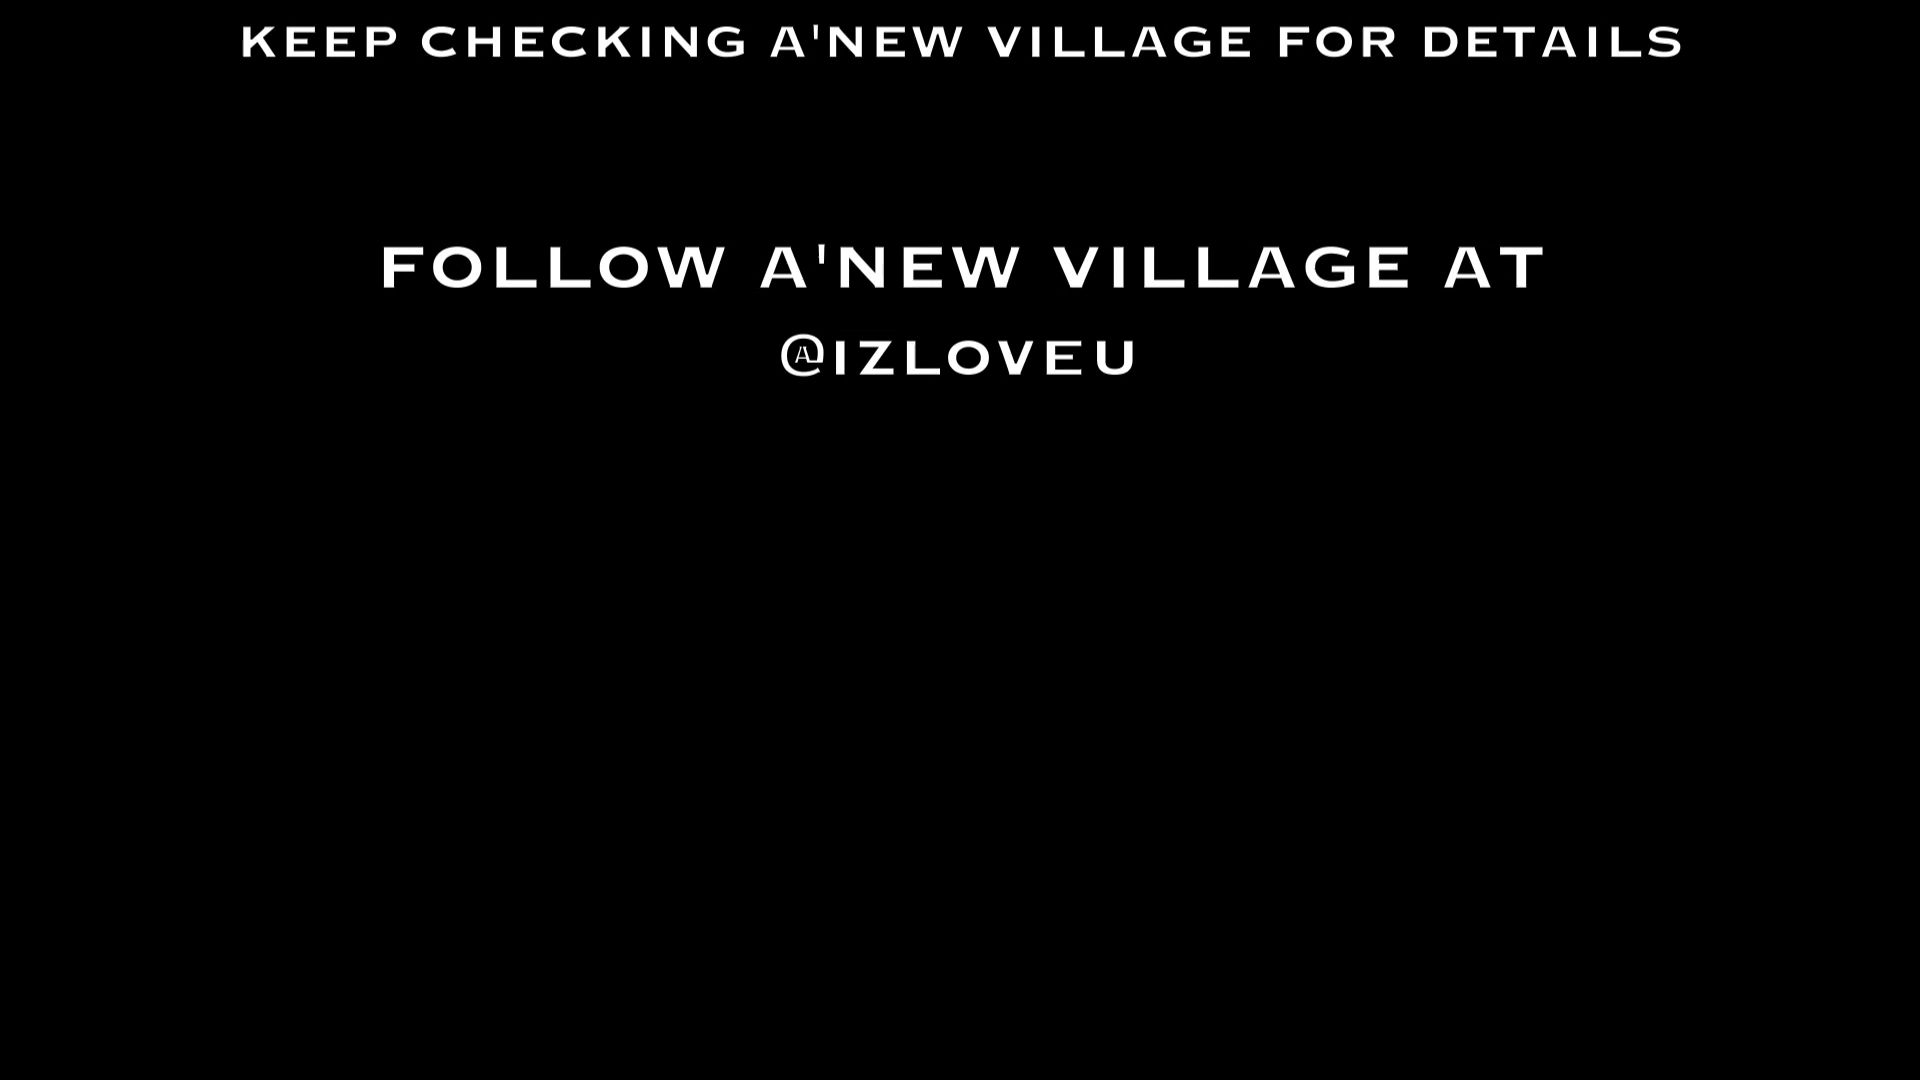 KEEP CHECKING A'NEW VILLAGE FOR DETAILS
FOLLOW A'NEW VILLAGE AT
@IZLOVEU